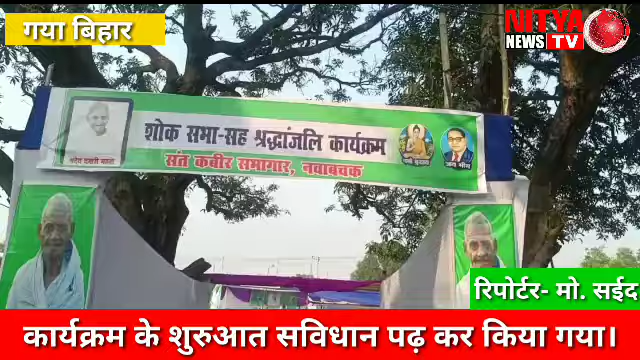 गया बिहार
NITYA
NEWS TV
शोक सभा-सह श्रद्धांजलि कार्यक्रम
संत कबीर सभागार, नवाबचक
रिपोर्टर- मो. सईद
कार्यक्रम के शुरुआत सविधान पढ़ कर किया गया।